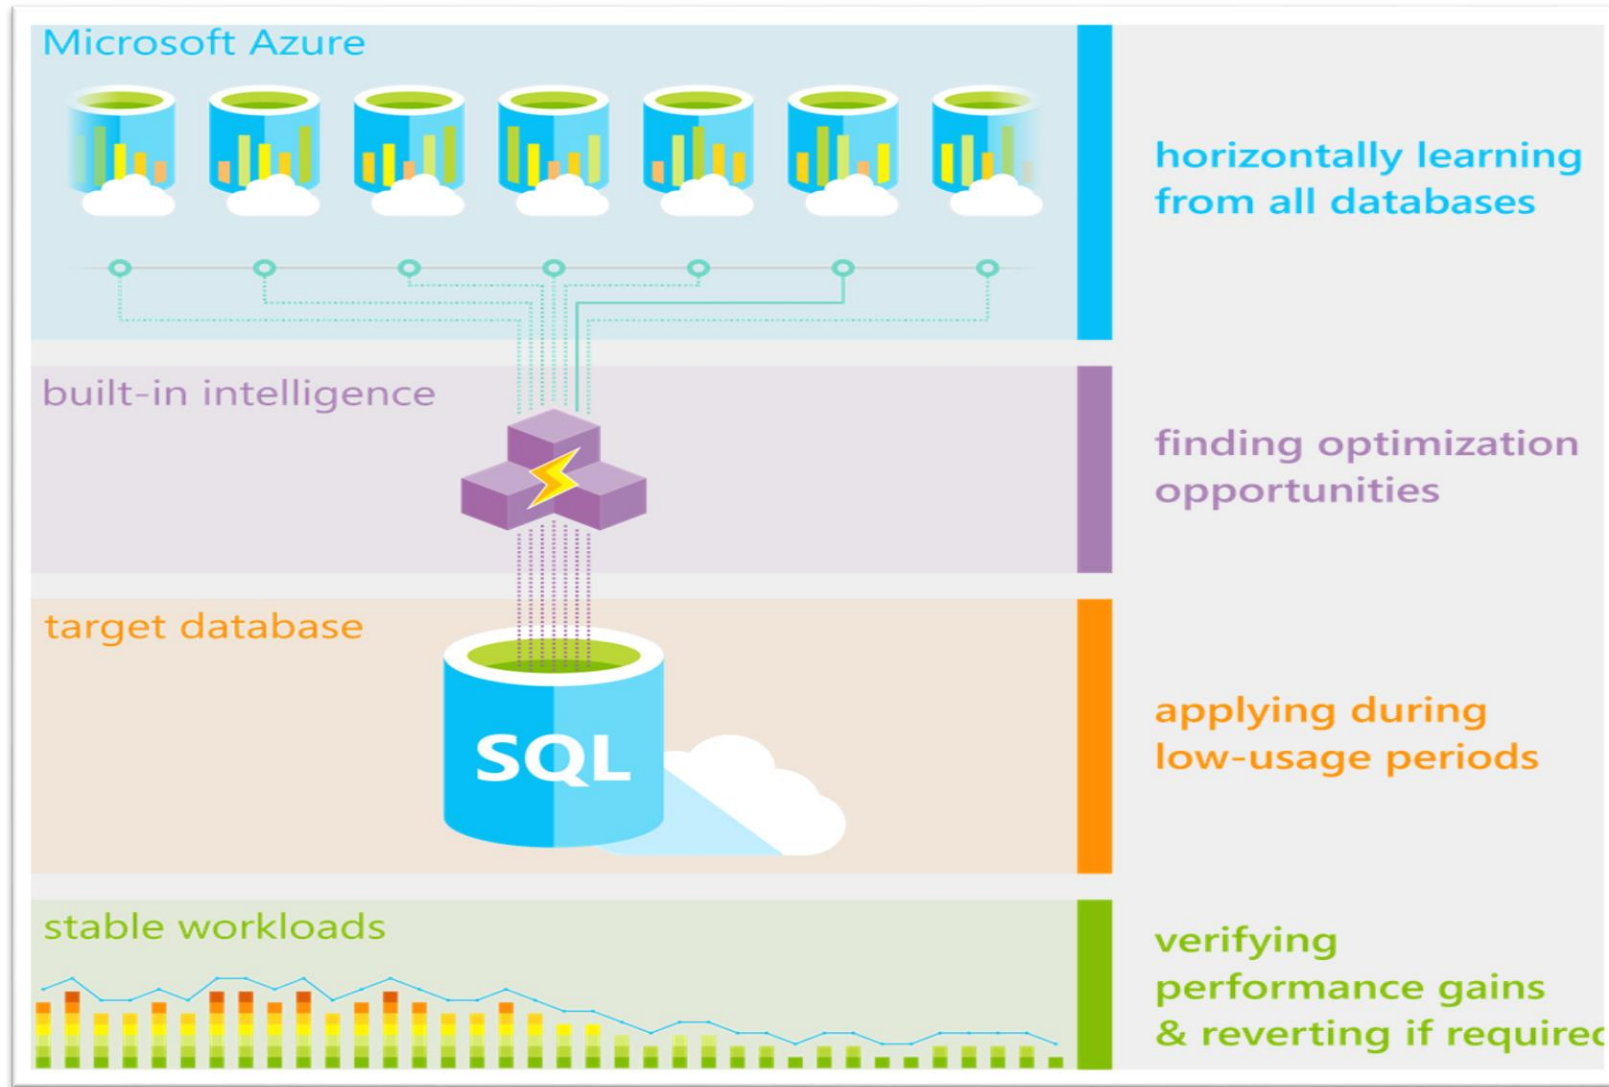 Microsoft Azure
horizontally learning
from all databases
built-in intelligence
finding optimization
opportunities
target database
SQL
applying during
low-usage periods
stable workloads
verifying
performance gains
& reverting if required